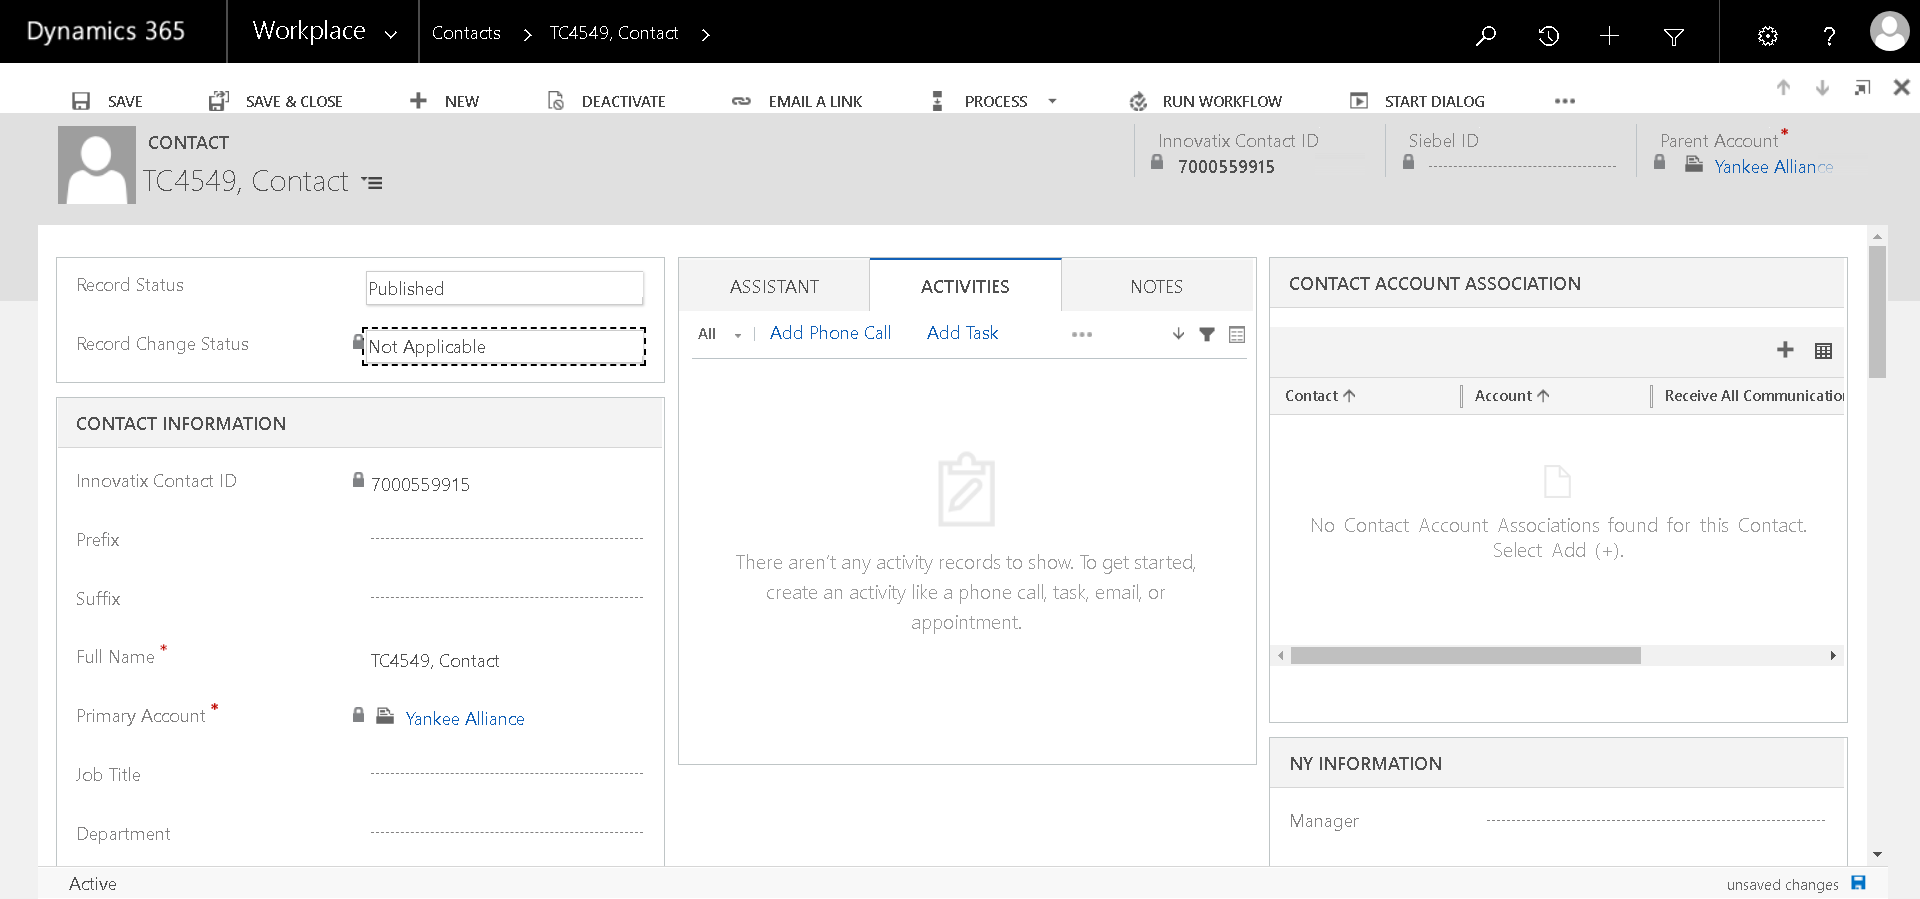 Dynamics 365
Workplace
Contacts
TC4549, Contact
?
SAVE
SAVE & CLOSE
NEW
DEACTIVATE
EMAIL A LINK
PROCESS
RUN WORKFLOW
START DIALOG
CONTACT
TC4549, Contact
Innovatix Contact ID
7000559915
Siebel ID
Parent Account*
Yankee Alliance
Record Status
Published
Record Change Status
Not Applicable
CONTACT INFORMATION
Innovatix Contact ID
7000559915
Prefix
Suffix
Full Name *
TC4549, Contact
Primary Account *
Yankee Alliance
Job Title
Department
ASSISTANT
ACTIVITIES
NOTES
All
Add Phone Call
Add Task
There aren't any activity records to show. To get started,
create an activity like a phone call, task, email, or
appointment.
CONTACT ACCOUNT ASSOCIATION
Contact
Account
Receive All Communicatio
No Contact Account Associations found for this Contact.
Select Add (+).
NY INFORMATION
Manager
Active
unsaved changes